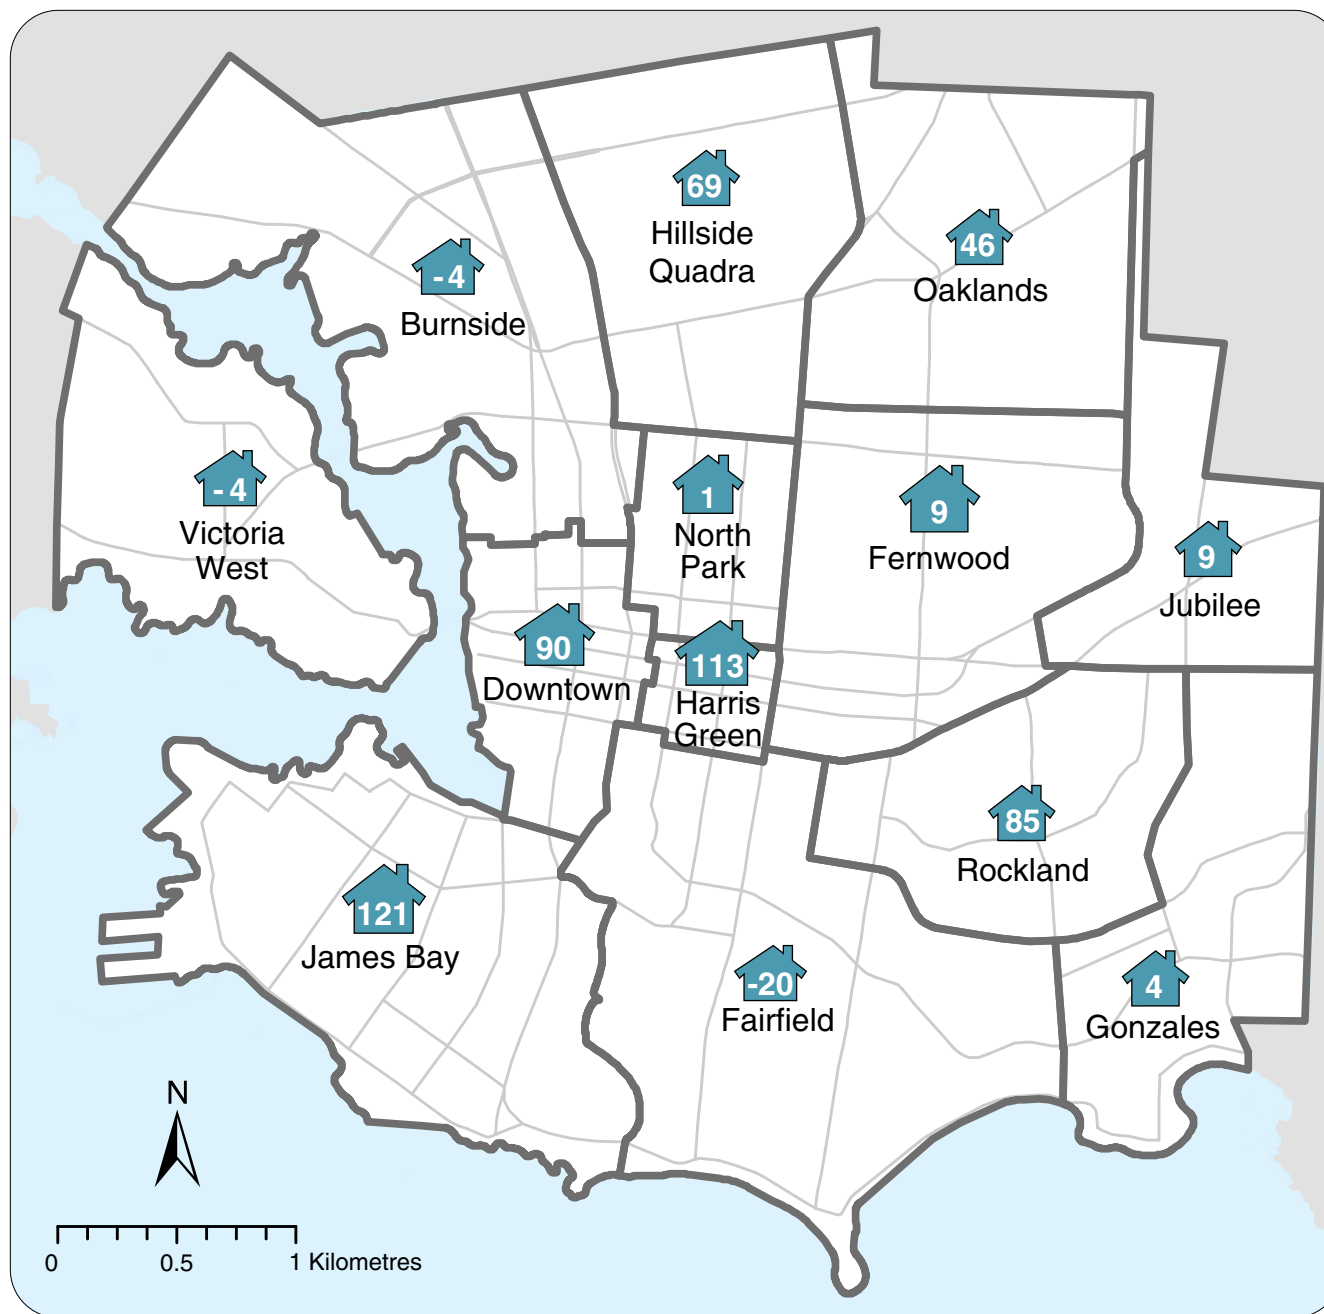 69
Hillside
Quadra
46
Oaklands
- 4
Burnside
- 4
Victoria
West
1
North
Park
9
Fernwood
9
Jubilee
90
Downtown
113
Harris
Green
85
Rockland
121
James Bay
-20
Fairfield
4
Gonzales
N
0 0.5 1 Kilometres